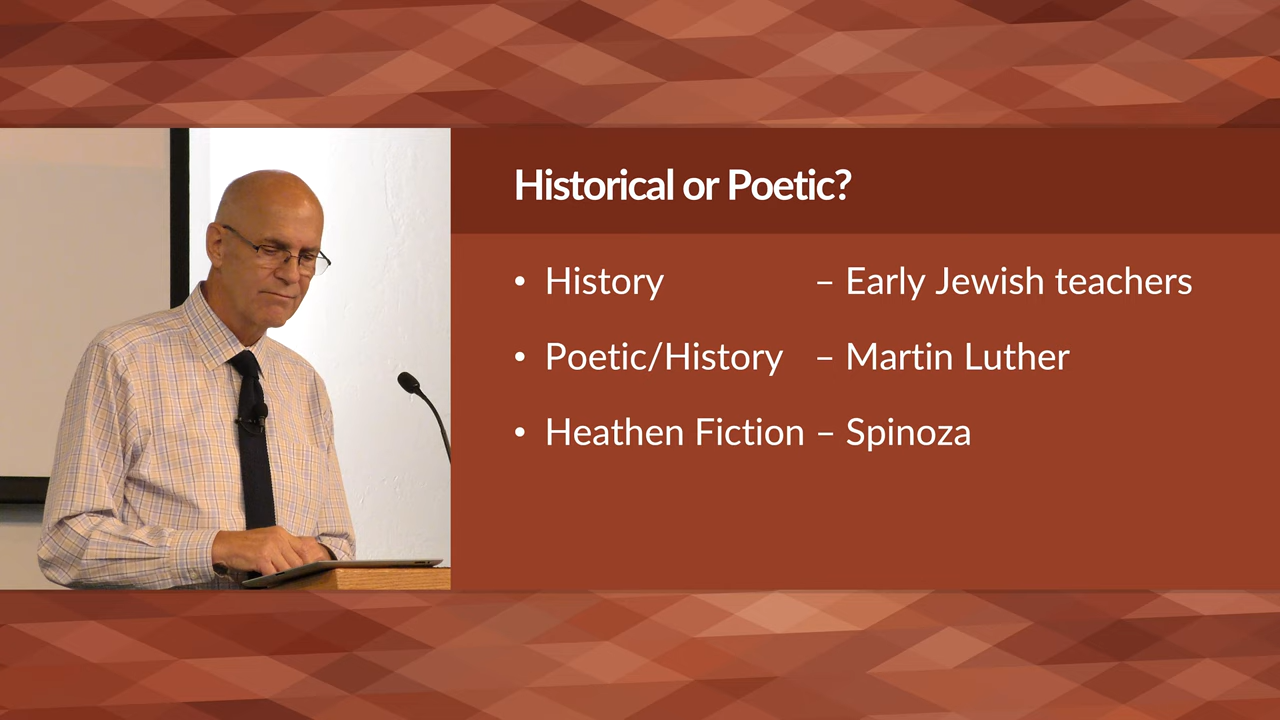 Historical or Poetic?
• History – Early Jewish teachers
• Poetic/History – Martin Luther
• Heathen Fiction – Spinoza